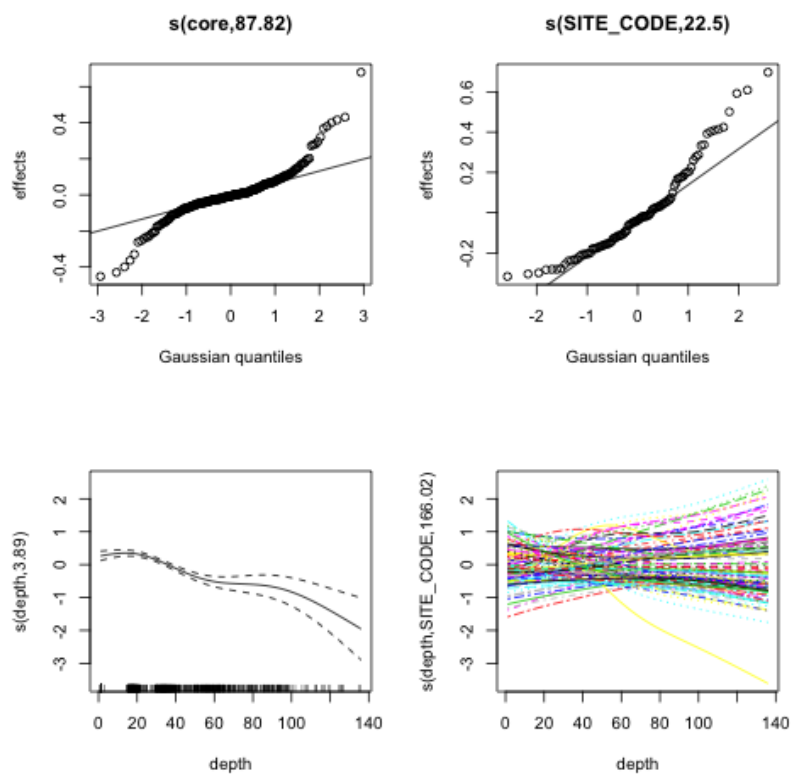 s(core,87.82)
effects
0.4
0.0
-0.4
-3 -2 -1 0 1 2 3
Gaussian quantiles
s(SITE_CODE,22.5)
effects
0.6
0.4
0.2
-0.2
-2 -1 0 1 2
Gaussian quantiles
s(depth,3.89)
2
1
0
-1
-2
-3
0 20 40 60 80 100 140
depth
s(depth,SITE_CODE,166.02)
2
1
0
-1
-2
-3
0 20 40 60 80 100 140
depth